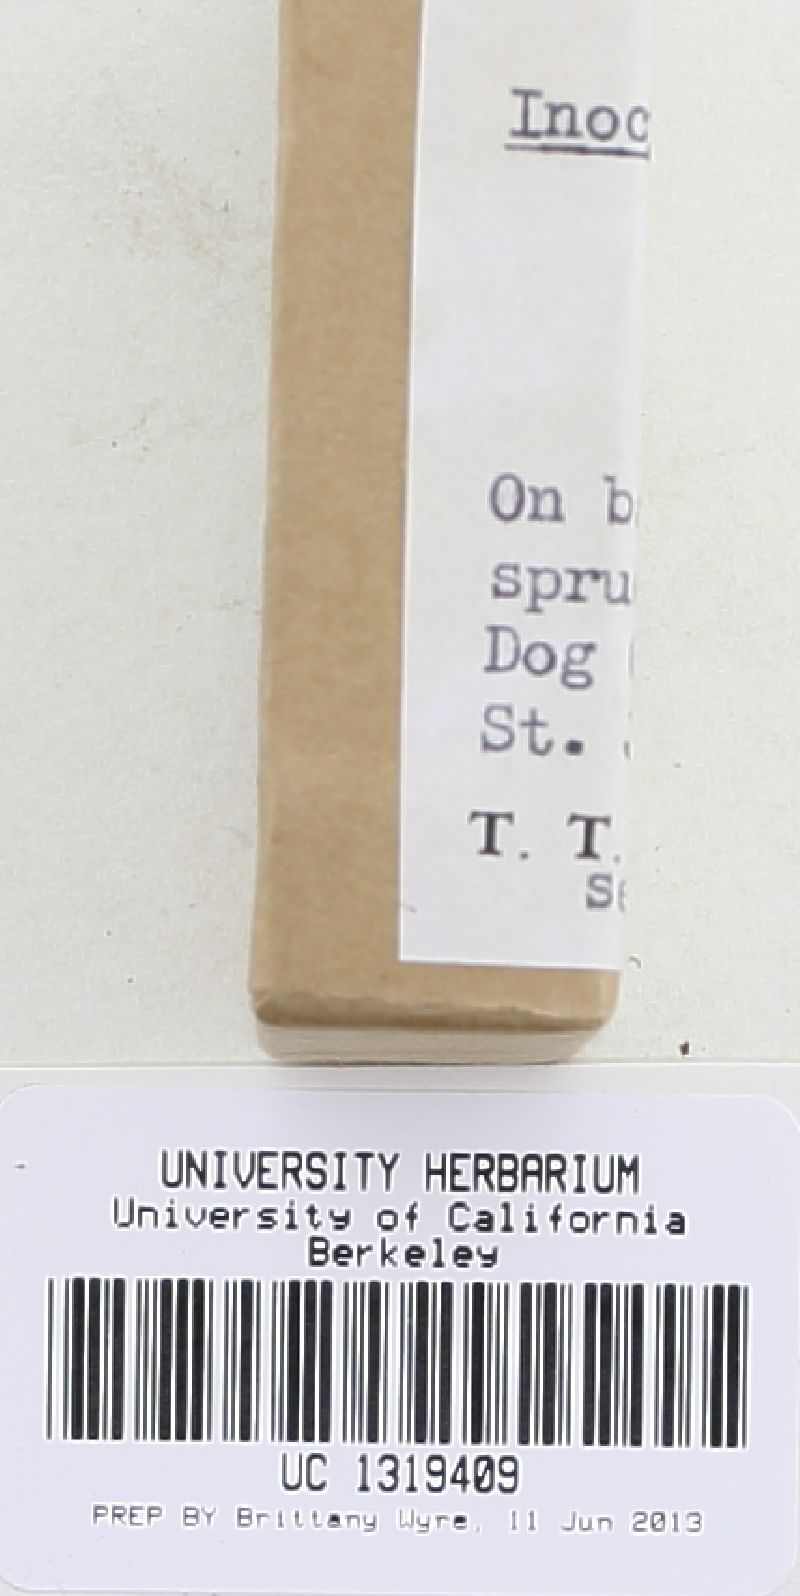 Inoc
On b
spru
Dog
St.
T. T.
Se
UNIVERSITY HERBARIUM
University of California
Berkeley
UC 1319409
PREP BY Brittany Wyre, 11 Jun 2013